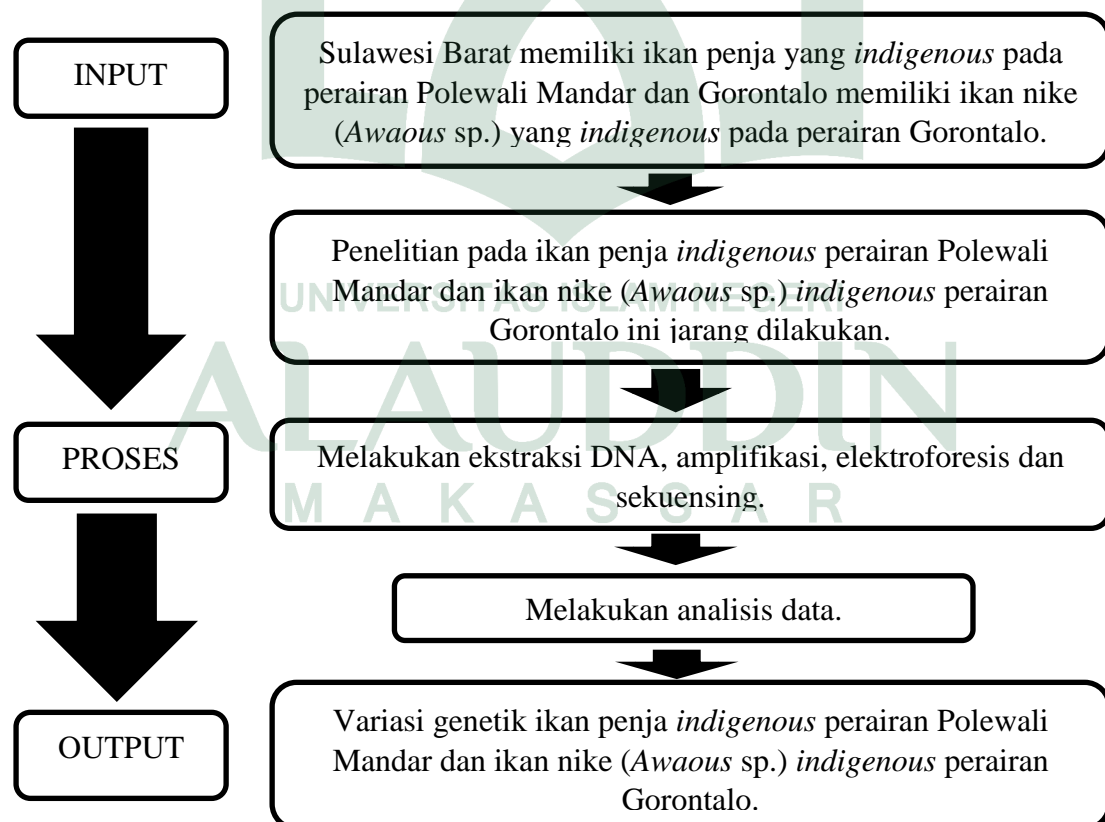 INPUT
Sulawesi Barat memiliki ikan penja yang indigenous pada
perairan Polewali Mandar dan Gorontalo memiliki ikan nike
(Awaous sp.) yang indigenous pada perairan Gorontalo.
Penelitian pada ikan penja indigenous perairan Polewali
Mandar dan ikan nike (Awaous sp.) indigenous perairan
Gorontalo ini jarang dilakukan.
UNIVERSITAS ISLAM NEGERI
ALAUDDIN
MAKASSAR
PROSES
Melakukan ekstraksi DNA, amplifikasi, elektroforesis dan
sekuensing.
Melakukan analisis data.
OUTPUT
Variasi genetik ikan penja indigenous perairan Polewali
Mandar dan ikan nike (Awaous sp.) indigenous perairan
Gorontalo.